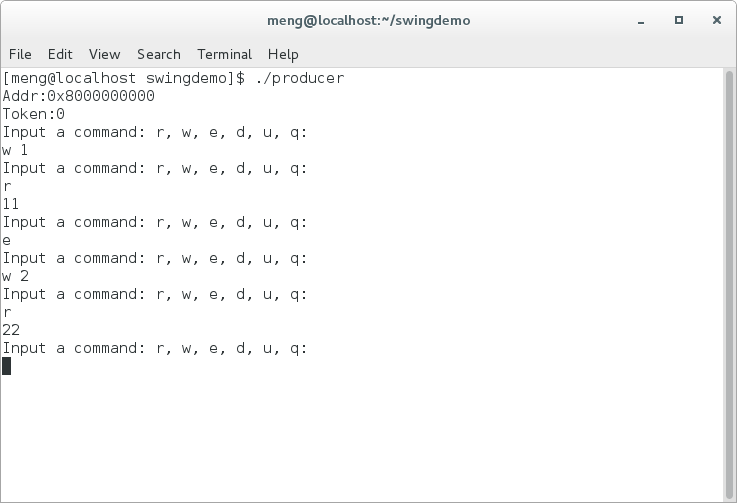 meng@localhost:~/swingdemo
File Edit View Search Terminal Help
[meng@localhost swingdemo]$ ./producer
Addr:0x8000000000
Token:0
Input a command: r, w, e, d, u, q:
w 1
Input a command: r, w, e, d, u, q:
r
11
Input a command: r, w, e, d, u, q:
e
Input a command: r, w, e, d, u, q:
w 2
Input a command: r, w, e, d, u, q:
r
22
Input a command: r, w, e, d, u, q: